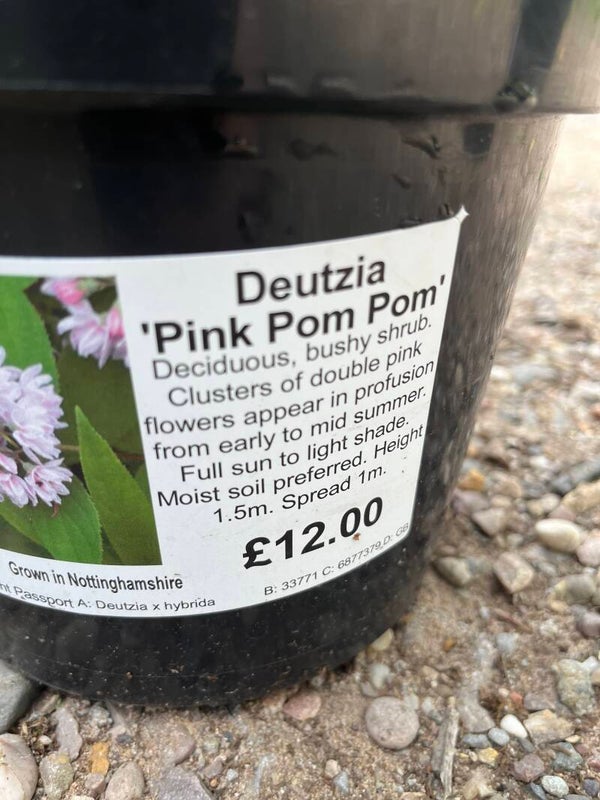 Deutzia
'Pink Pom Pom'
Deciduous, bushy shrub.
Clusters of double pink
flowers appear in profusion
from early to mid summer.
Full sun to light shade.
Moist soil preferred. Height
1.5m. Spread 1m.
£12.00
Grown in Nottinghamshire
Passport A: Deutzia x hybrida
B: 33771 C: 6877379 D: GB